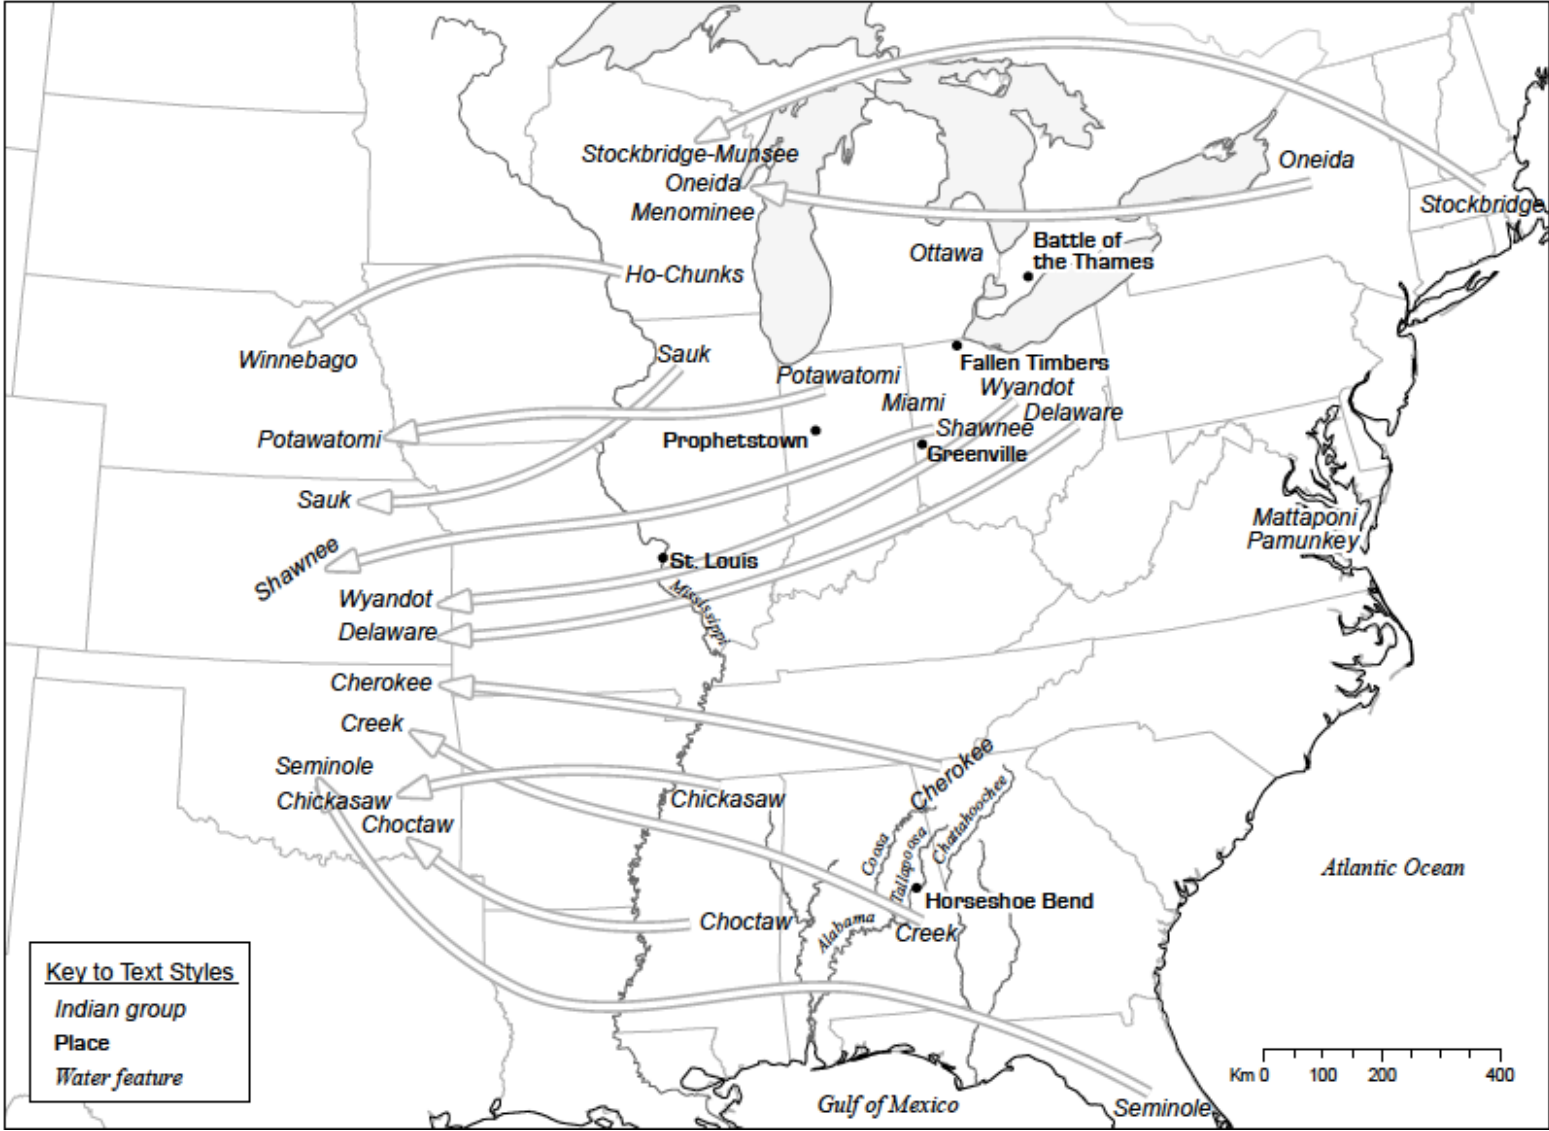 Stockbridge-Munsee
Oneida
Menominee
Oneida
Stockbridge
Ottawa
Battle of
the Thames
Ho-Chunks
Winnebago
Sauk
Fallen Timbers
Potawatomi
Wyandot
Miami
Delaware
Potawatomi
Prophetstown
Shawnee
Greenville
Sauk
Mattaponi
Pamunkey
Shawnee
St. Louis
Mississippi
Wyandot
Delaware
Cherokee
Creek
Seminole
Chickasaw
Choctaw
Cherokee
Chickasaw
Coosa
Tallapoosa
Chattahoochee
Atlantic Ocean
Horseshoe Bend
Choctaw
Alabama
Creek
Key to Text Styles
Indian group
Place
Water feature
Km 0 100 200 400
Gulf of Mexico
Seminole